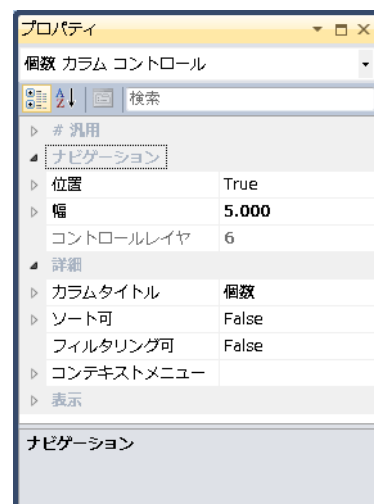 プロパティ
個数 カラム コントロール
検索
# 汎用
ナビゲーション
位置 True
幅 5.000
コントロールレイヤ 6
詳細
カラムタイトル 個数
ソート可 False
フィルタリング可 False
コンテキストメニュー
表示
ナビゲーション